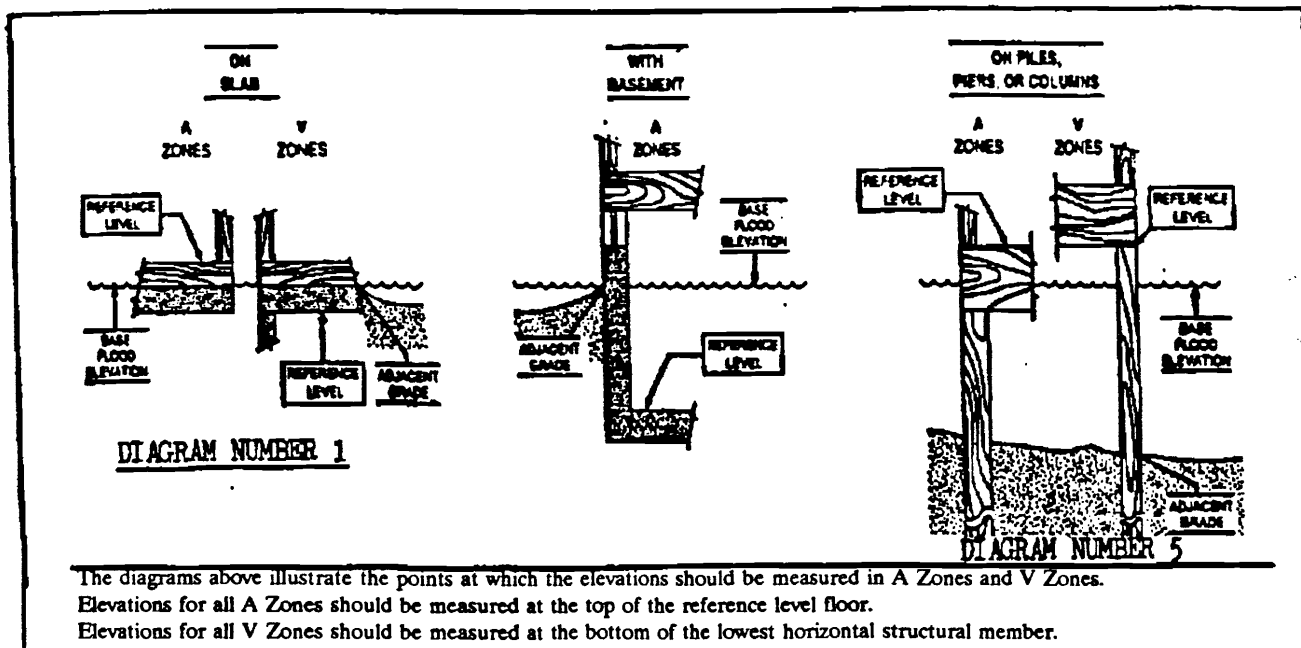 ON
SLAB
A
ZONES
V
ZONES
REFERENCE
LEVEL
BASE
FLOOD
ELEVATION
REFERENCE
LEVEL
ADJACENT
GRADE
DIAGRAM NUMBER 1
WITH
BASEMENT
A
ZONES
BASE
FLOOD
ELEVATION
ADJACENT
GRADE
REFERENCE
LEVEL
ON PILES,
PIERS, OR COLUMNS
A
ZONES
V
ZONES
REFERENCE
LEVEL
REFERENCE
LEVEL
BASE
FLOOD
ELEVATION
ADJACENT
GRADE
DIAGRAM NUMBER 5
The diagrams above illustrate the points at which the elevations should be measured in A Zones and V Zones.
Elevations for all A Zones should be measured at the top of the reference level floor.
Elevations for all V Zones should be measured at the bottom of the lowest horizontal structural member.